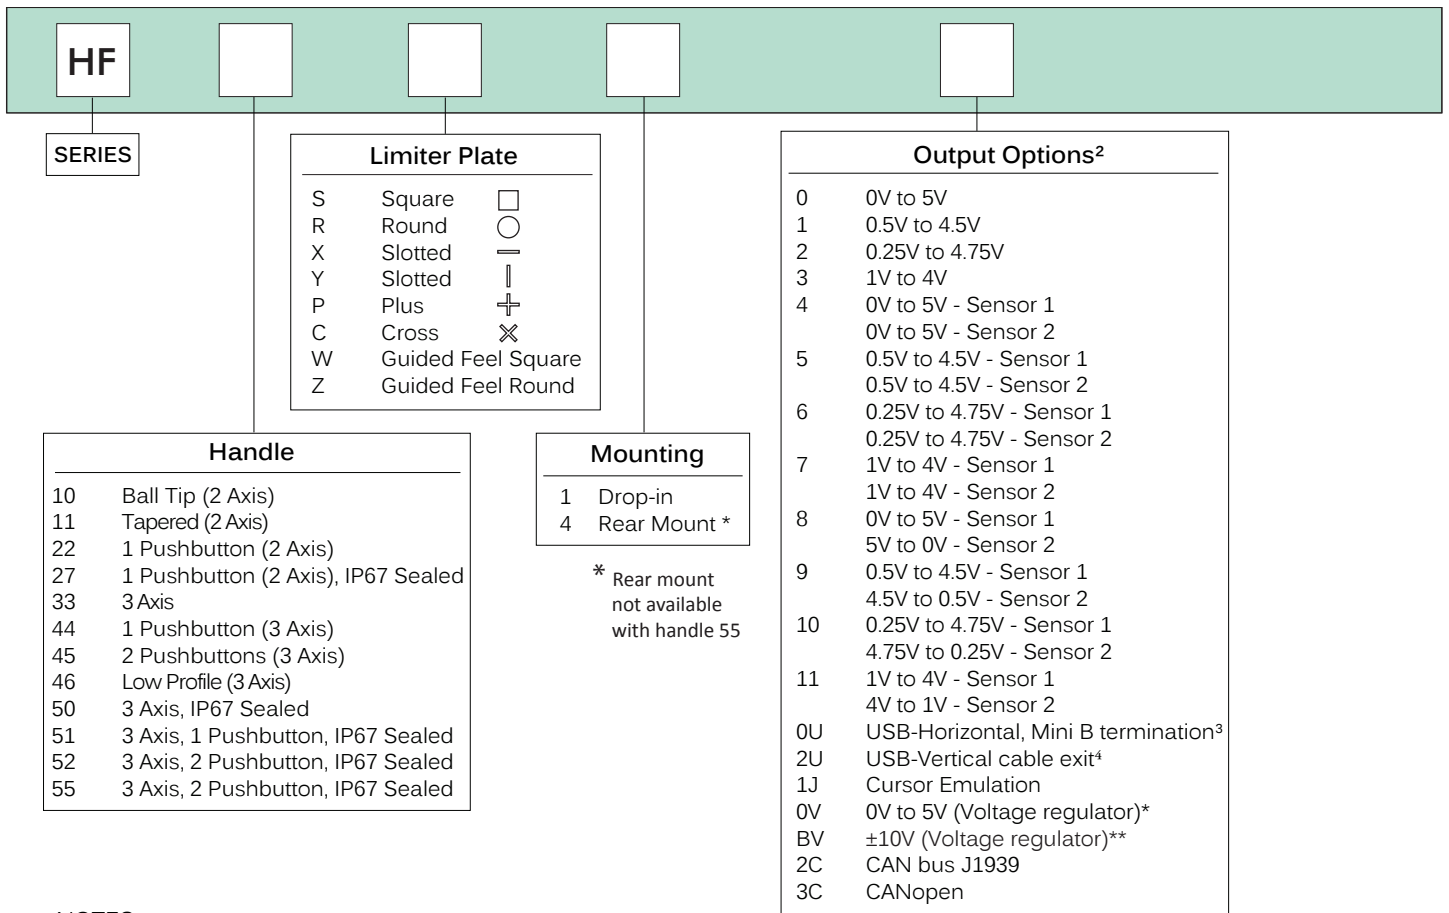 HF
SERIES
Limiter Plate
S Square
R Round
X Slotted
Y Slotted
P Plus
C Cross
W Guided Feel Square
Z Guided Feel Round
Handle
10 Ball Tip (2 Axis)
11 Tapered (2 Axis)
22 1 Pushbutton (2 Axis)
27 1 Pushbutton (2 Axis), IP67 Sealed
33 3 Axis
44 1 Pushbutton (3 Axis)
45 2 Pushbuttons (3 Axis)
46 Low Profile (3 Axis)
50 3 Axis, IP67 Sealed
51 3 Axis, 1 Pushbutton, IP67 Sealed
52 3 Axis, 2 Pushbutton, IP67 Sealed
55 3 Axis, 2 Pushbutton, IP67 Sealed
Mounting
1 Drop-in
4 Rear Mount *
* Rear mount
not available
with handle 55
Output Options²
0 0V to 5V
1 0.5V to 4.5V
2 0.25V to 4.75V
3 1V to 4V
4 0V to 5V - Sensor 1
0V to 5V - Sensor 2
5 0.5V to 4.5V - Sensor 1
0.5V to 4.5V - Sensor 2
6 0.25V to 4.75V - Sensor 1
0.25V to 4.75V - Sensor 2
7 1V to 4V - Sensor 1
1V to 4V - Sensor 2
8 0V to 5V - Sensor 1
5V to 0V - Sensor 2
9 0.5V to 4.5V - Sensor 1
4.5V to 0.5V - Sensor 2
10 0.25V to 4.75V - Sensor 1
4.75V to 0.25V - Sensor 2
11 1V to 4V - Sensor 1
4V to 1V - Sensor 2
0U USB-Horizontal, Mini B termination³
2U USB-Vertical cable exit⁴
1J Cursor Emulation
0V 0V to 5V (Voltage regulator)*
BV ±10V (Voltage regulator)**
2C CAN bus J1939
3C CANopen